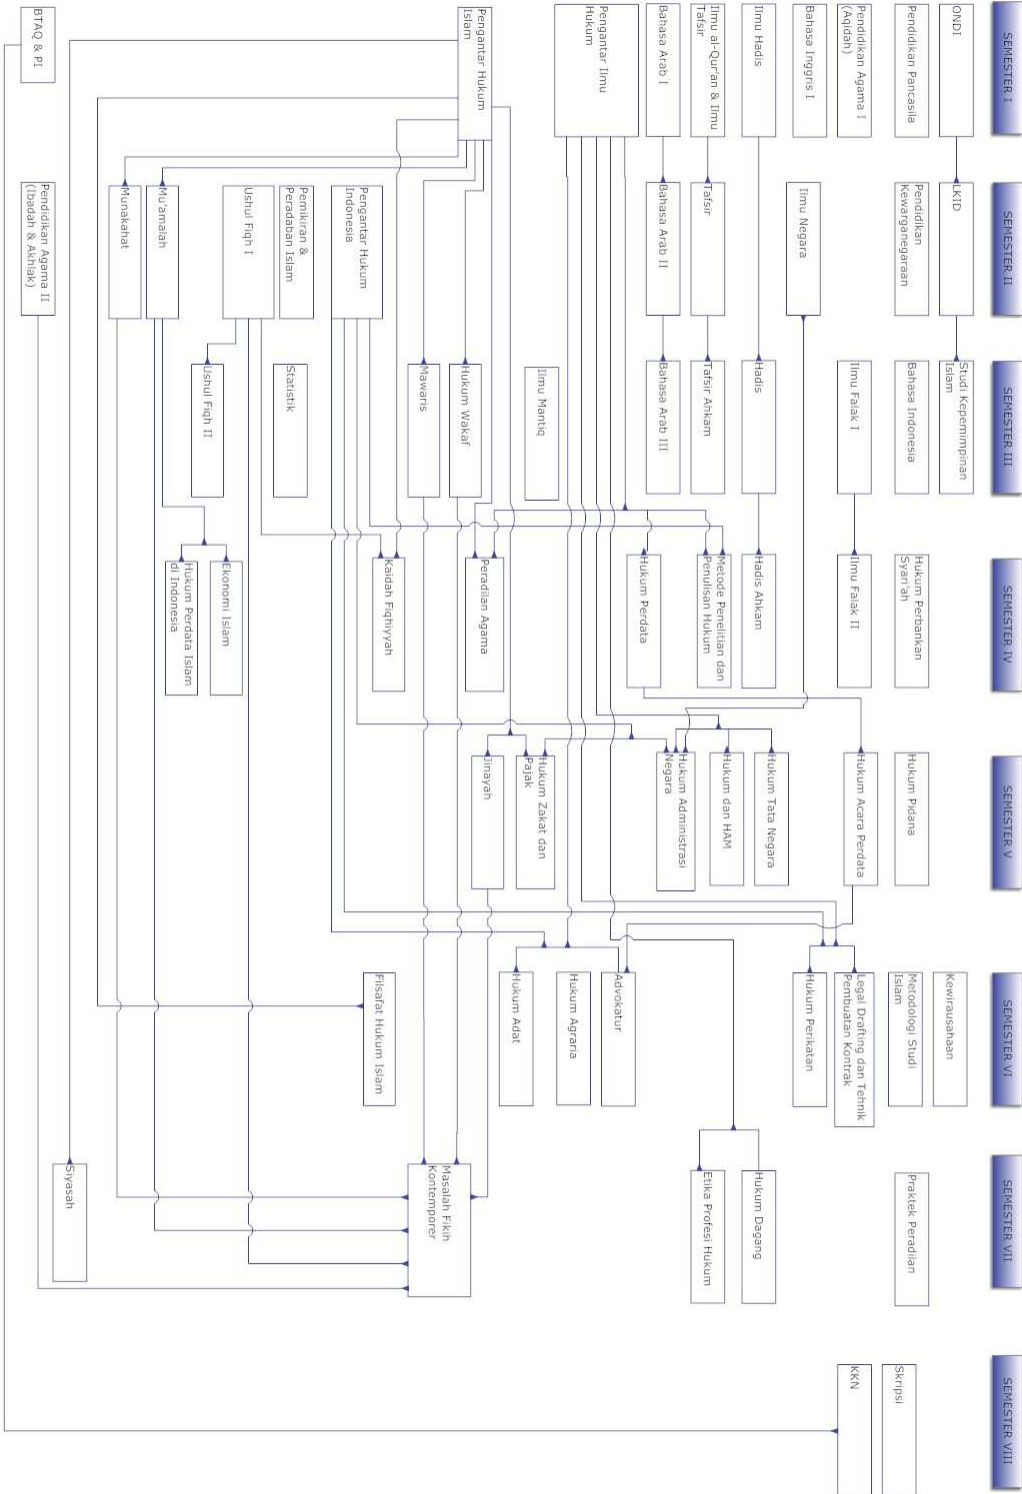 SEMESTER I
ONDI
Pendidikan Pancasila
Pendidikan Agama I
(Aqidah)
Bahasa Inggris I
Ilmu Hadis
Ilmu al-Qur'an & Ilmu
Tafsir
Bahasa Arab I
Pengantar Ilmu
Hukum
Pengantar Hukum
Islam
BTAQ & PI
SEMESTER II
LKID
Pendidikan
Kewarganegaraan
Ilmu Negara
Tafsir
Bahasa Arab II
Pengantar Hukum
Indonesia
Pemikiran &
Peradaban Islam
Ushul Fiqh I
Mu'amalah
Munakahat
Pendidikan Agama II
(Ibadah & Akhlak)
SEMESTER III
Studi Kepemimpinan
Islam
Bahasa Indonesia
Ilmu Falak I
Hadis
Tafsir Ahkam
Bahasa Arab III
Ilmu Mantiq
Hukum Wakaf
Mawaris
Statistik
Ushul Fiqh II
SEMESTER IV
Hukum Perbankan
Syari'ah
Ilmu Falak II
Hadis Ahkam
Metode Penelitian dan
Penulisan Hukum
Hukum Perdata
Peradilan Agama
Kaidah Fiqhiyyah
Ekonomi Islam
Hukum Perdata Islam
di Indonesia
SEMESTER V
Hukum Pidana
Hukum Acara Perdata
Hukum Tata Negara
Hukum dan HAM
Hukum Administrasi
Negara
Hukum Zakat dan
Pajak
Jinayah
SEMESTER VI
Kewirausahaan
Metodologi Studi
Islam
Legal Drafting dan Tehnik
Pembuatan Kontrak
Hukum Perikatan
Advokatur
Hukum Agraria
Hukum Adat
Filsafat Hukum Islam
SEMESTER VII
Praktek Peradilan
Hukum Dagang
Etika Profesi Hukum
Masalah Fikih
Kontemporer
Siyasah
SEMESTER VIII
Skripsi
KKN